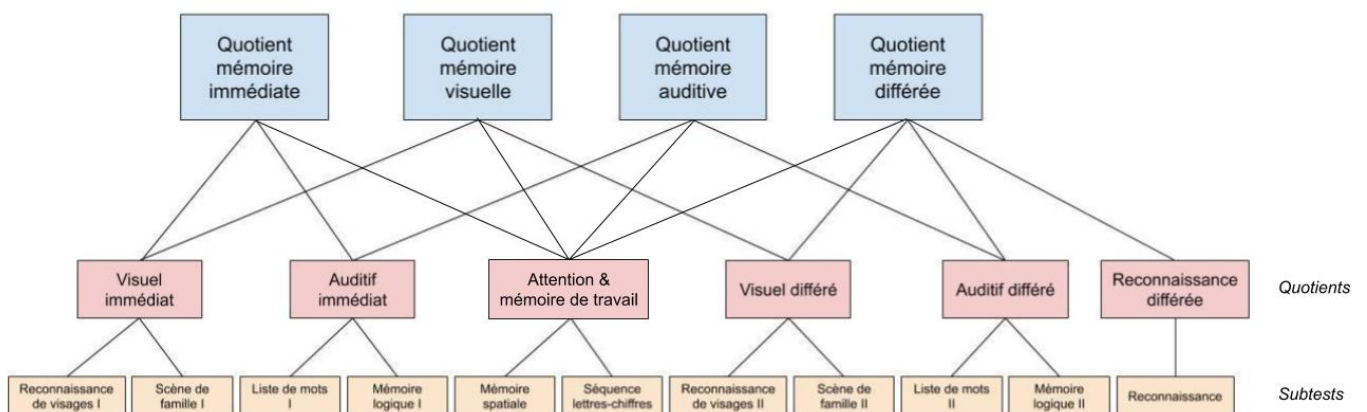 Quotient
mémoire
immédiate
Quotient
mémoire
visuelle
Quotient
mémoire
auditive
Quotient
mémoire
différée
Visuel
immédiat
Auditif
immédiat
Attention &
mémoire de travail
Visuel différé
Auditif différé
Reconnaissance
différée
Quotients
Reconnaissance
de visages I
Scène de
famille I
Liste de mots
I
Mémoire
logique I
Mémoire
spatiale
Séquence
lettres-chiffres
Reconnaissance
de visages II
Scène de
famille II
Liste de mots
II
Mémoire
logique II
Reconnaissance
Subtests